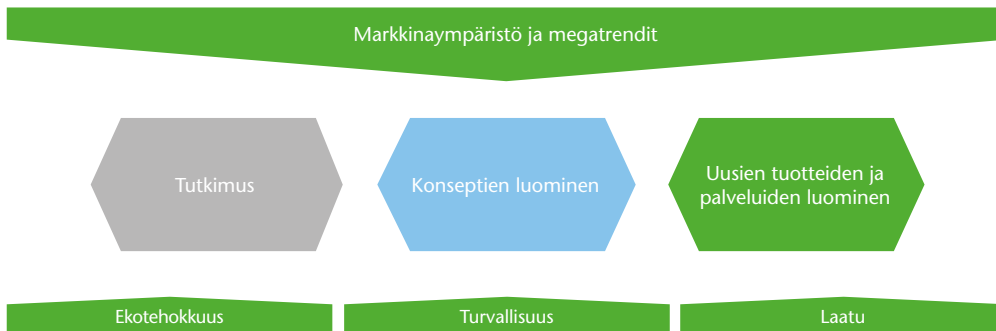 Markkinaympäristö ja megatrendit
Tutkimus
Konseptien luominen
Uusien tuotteiden ja
palveluiden luominen
Ekotehokkuus
Turvallisuus
Laatu